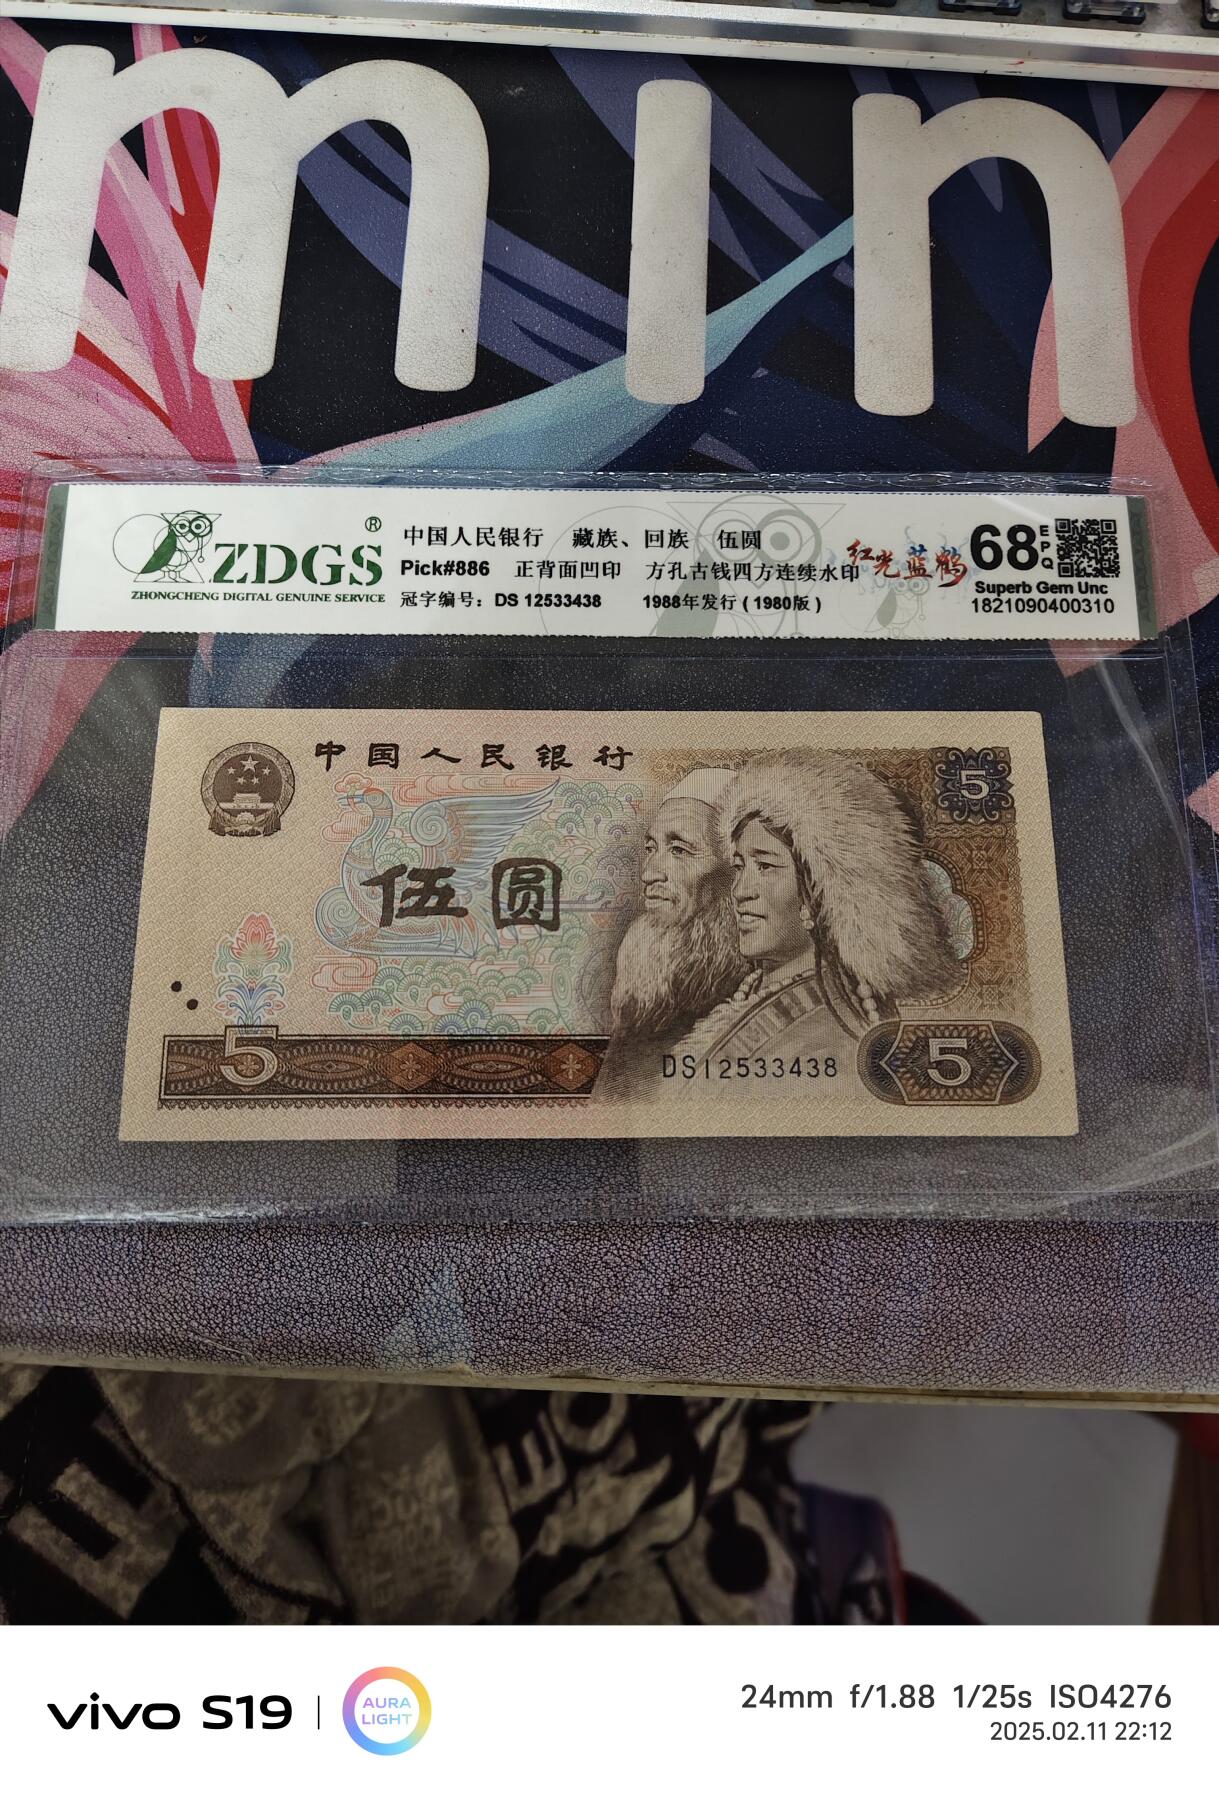 min
ZDGS®
ZHONGCHENG DIGITAL GENUINE SERVICE
中国人民银行 藏族、回族 伍圆
Pick#886 正背面凹印 方孔古钱四方连续水印
冠字编号：DS 12533438 1988年发行（1980版）
红光蓝鹤
68 EPQ
Superb Gem Unc
1821090400310
中国人民银行
5
伍圆
5
DS12533438
5
vivo S19
AURA LIGHT
24mm f/1.88 1/25s ISO4276
2025.02.11 22:12